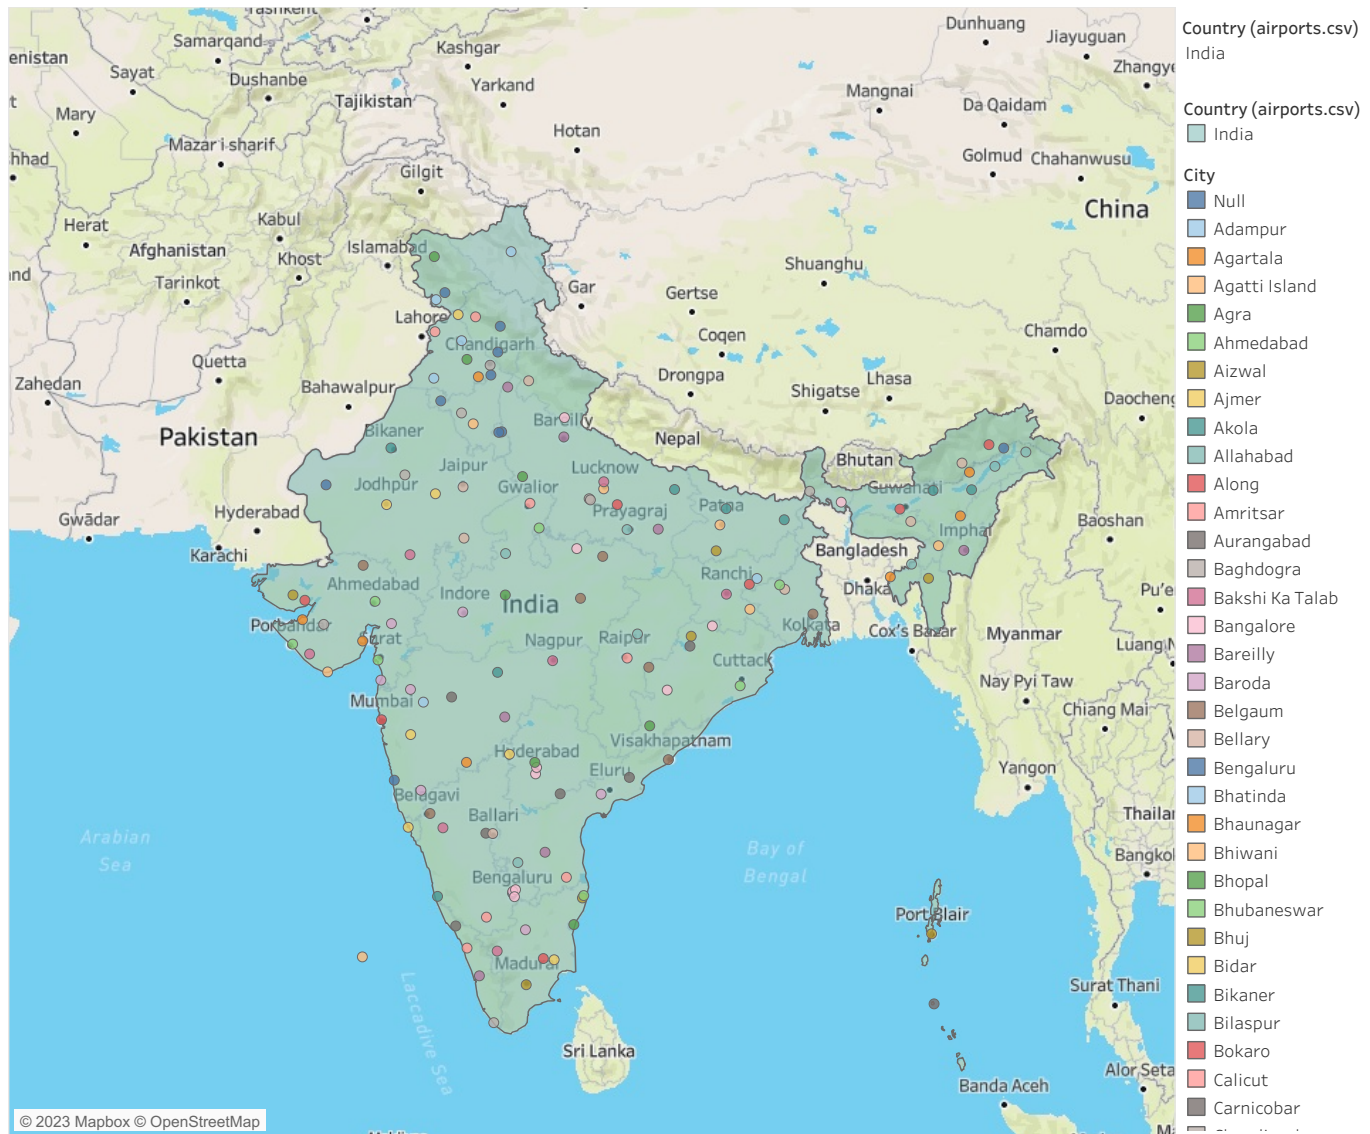 Tashkent
Dunhuang
Jiayuguan
Samarqand
Kashgar
enistan
Sayat
Dushanbe
Zhangye
Yarkand
Mangnai
Tajikistan
Da Qaidam
t
Mary
Hotan
Mazar i sharif
Golmud
Chahanwusu
hhad
Gilgit
China
Kabul
Herat
Islamabad
Afghanistan
Khost
Shuanghu
nd
Tarinkot
Gar
Gertse
Lahore
Chandigarh
Coqen
Chamdo
Quetta
Drongpa
Lhasa
Zahedan
Bahawalpur
Shigatse
Daocheng
Bareilly
Pakistan
Bikaner
Nepal
Bhutan
Jaipur
Lucknow
Jodhpur
Gwalior
Guwahati
Hyderabad
Patna
Gwādar
Prayagraj
Imphal
Baoshan
Karachi
Bangladesh
Ahmedabad
Ranchi
Dhaka
Indore
India
Pu'e
Porbandar
Kolkata
Cox's Bazar
Myanmar
Surat
Nagpur
Raipur
Luang N
Cuttack
Nay Pyi Taw
Mumbai
Chiang Mai
Visakhapatnam
Hyderabad
Eluru
Yangon
Belagavi
Ballari
Thailan
Arabian
Sea
Bay of
Bengal
Bangkok
Bengaluru
Port Blair
Madurai
Laccadive Sea
Surat Thani
Sri Lanka
Alor Seta
Banda Aceh
© 2023 Mapbox © OpenStreetMap
Country (airports.csv)
India
Country (airports.csv)
India
City
Null
Adampur
Agartala
Agatti Island
Agra
Ahmedabad
Aizwal
Ajmer
Akola
Allahabad
Along
Amritsar
Aurangabad
Baghdogra
Bakshi Ka Talab
Bangalore
Bareilly
Baroda
Belgaum
Bellary
Bengaluru
Bhatinda
Bhaunagar
Bhiwani
Bhopal
Bhubaneswar
Bhuj
Bidar
Bikaner
Bilaspur
Bokaro
Calicut
Carnicobar